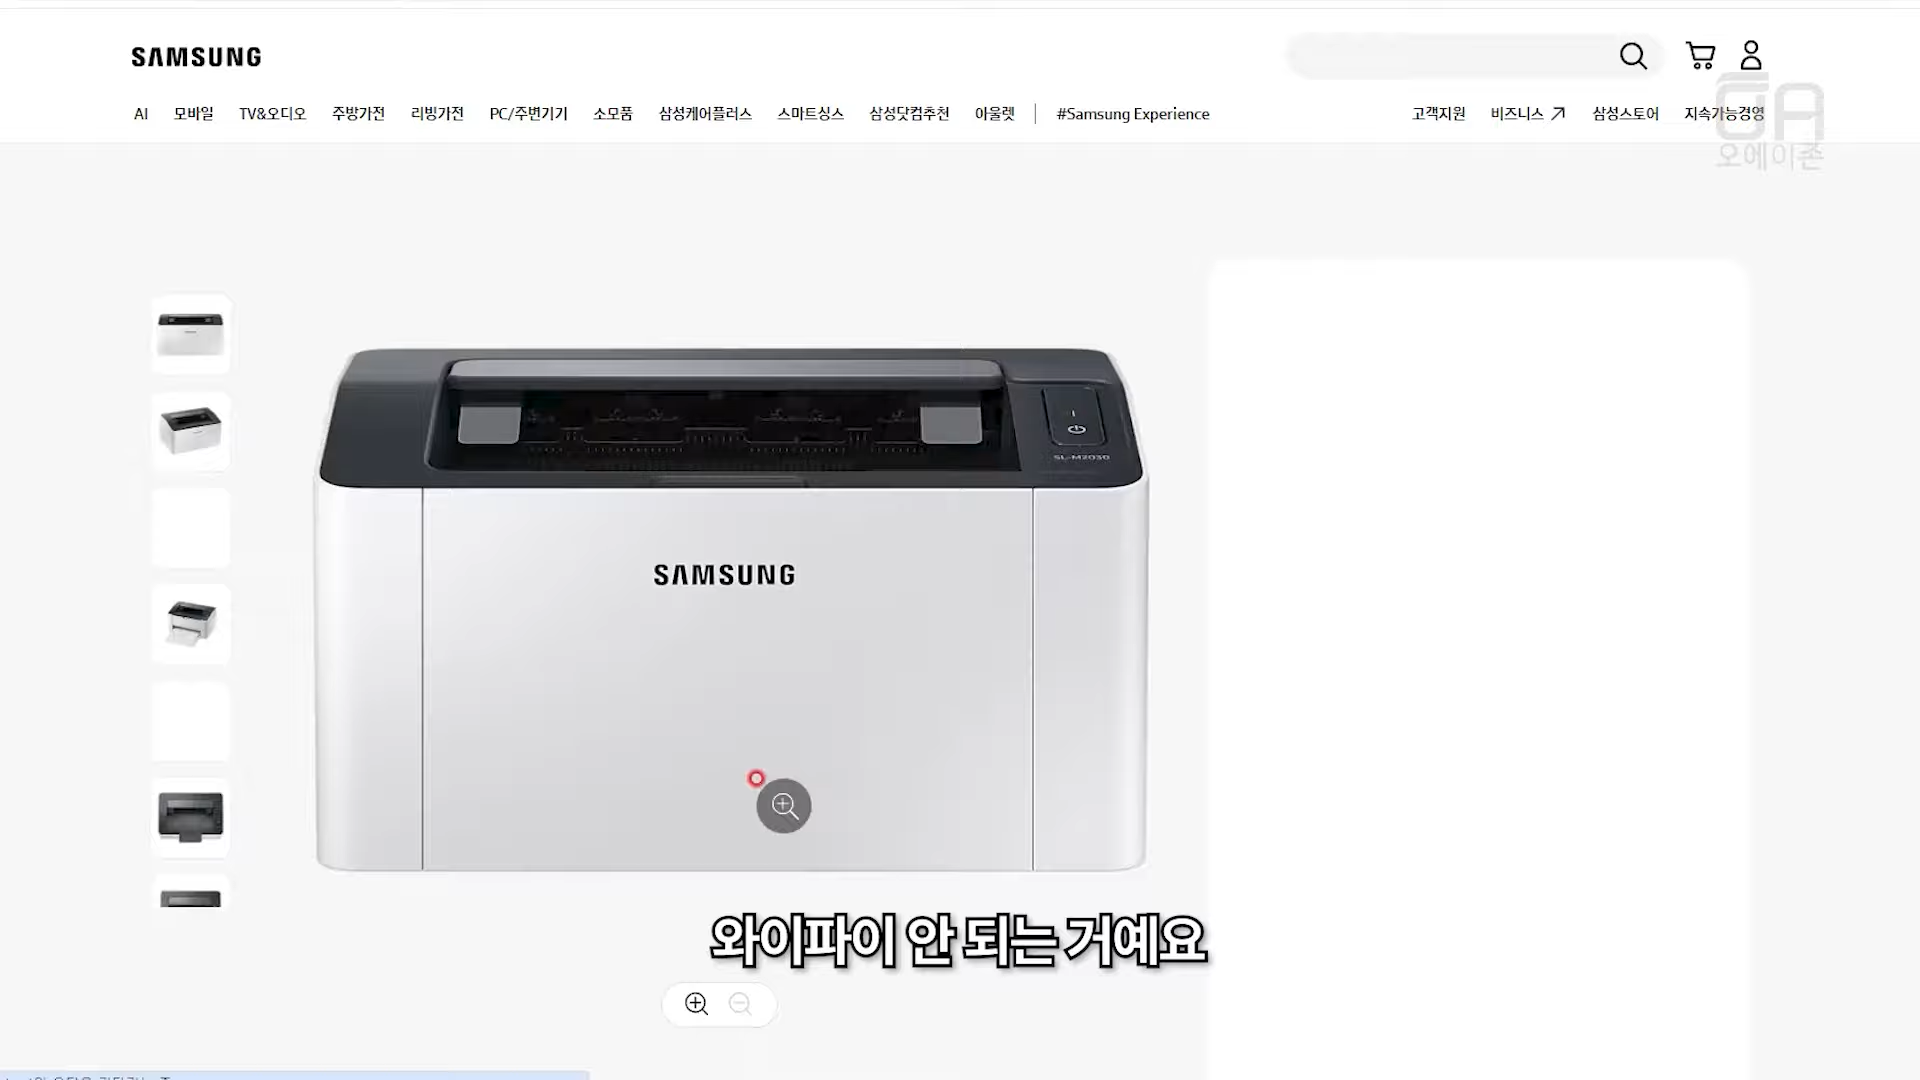 SAMSUNG
AI 모바일 TV&오디오 주방가전 리빙가전 PC/주변기기 소모품 삼성케어플러스 스마트싱스 삼성닷컴추천 아울렛 #Samsung Experience 고객지원 비즈니스 삼성스토어 지속가능경영
OA
오에이존
SL-M2030
SAMSUNG
와이파이 안 되는 거예요